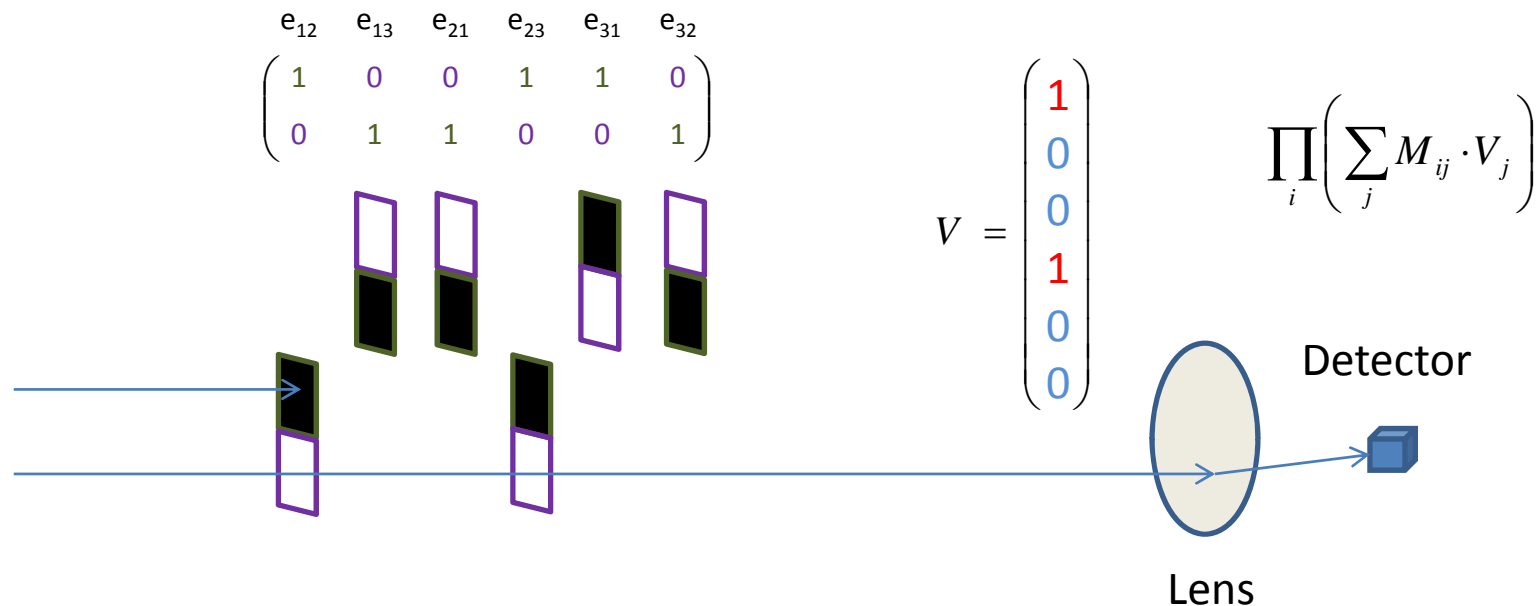 e₁₂ e₁₃ e₂₁ e₂₃ e₃₁ e₃₂
1 0 0 1 1 0
0 1 1 0 0 1
V =
1
0
0
1
0
0
∏ᵢ(∑ⱼ Mᵢⱼ · Vⱼ)
Detector
Lens